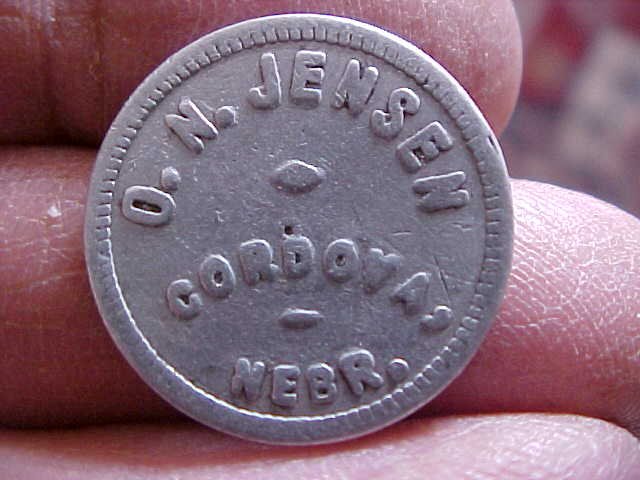 O. N. JENSEN
CORDOVA,
NEBR.